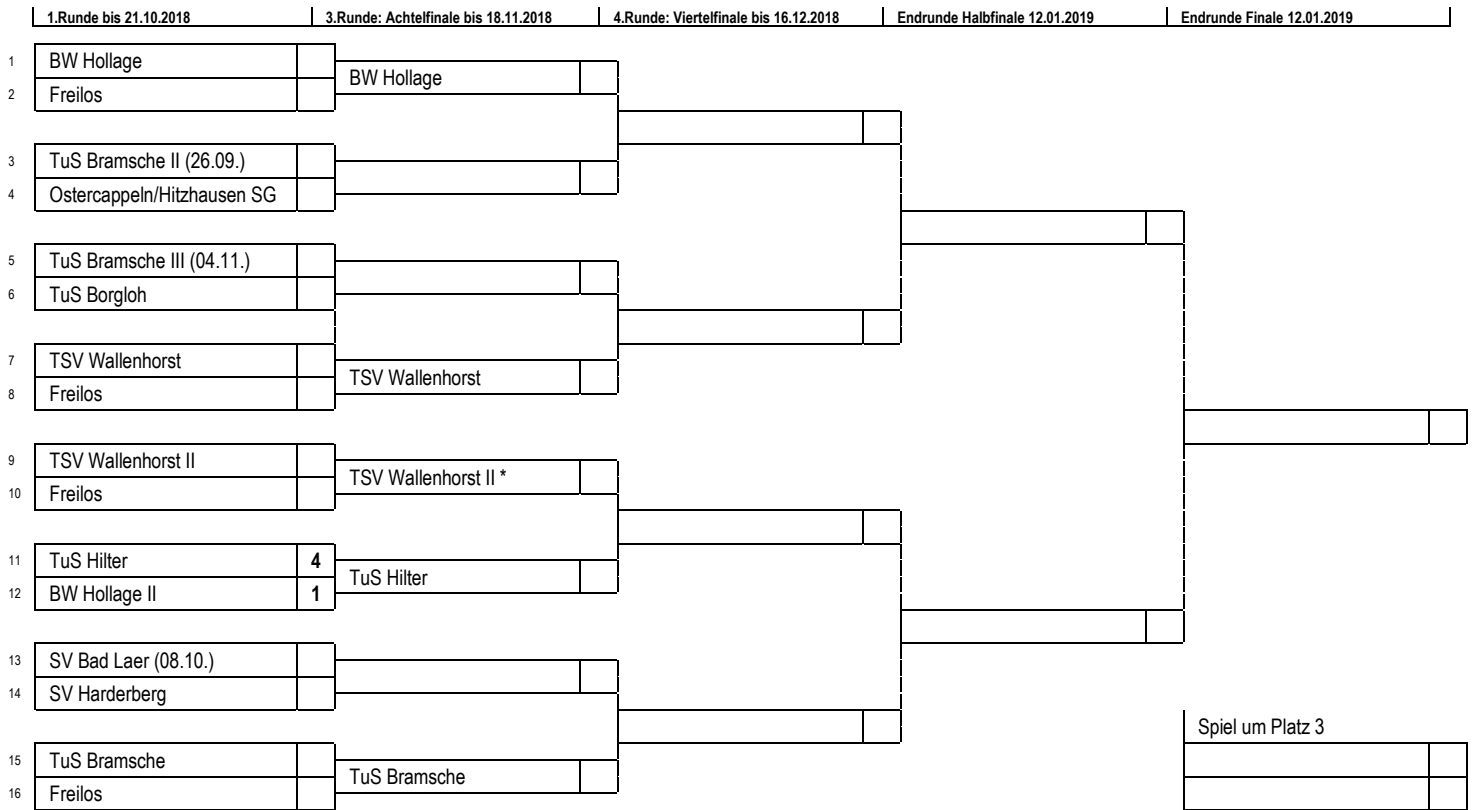 1.Runde bis 21.10.2018 3.Runde: Achtelfinale bis 18.11.2018 4.Runde: Viertelfinale bis 16.12.2018 Endrunde Halbfinale 12.01.2019 Endrunde Finale 12.01.2019
1 BW Hollage
BW Hollage
2 Freilos
3 TuS Bramsche II (26.09.)
4 Ostercappeln/Hitzhausen SG
5 TuS Bramsche III (04.11.)
6 TuS Borgloh
7 TSV Wallenhorst
TSV Wallenhorst
8 Freilos
9 TSV Wallenhorst II
TSV Wallenhorst II *
10 Freilos
11 TuS Hilter 4
TuS Hilter
12 BW Hollage II 1
13 SV Bad Laer (08.10.)
14 SV Harderberg
Spiel um Platz 3
15 TuS Bramsche
TuS Bramsche
16 Freilos